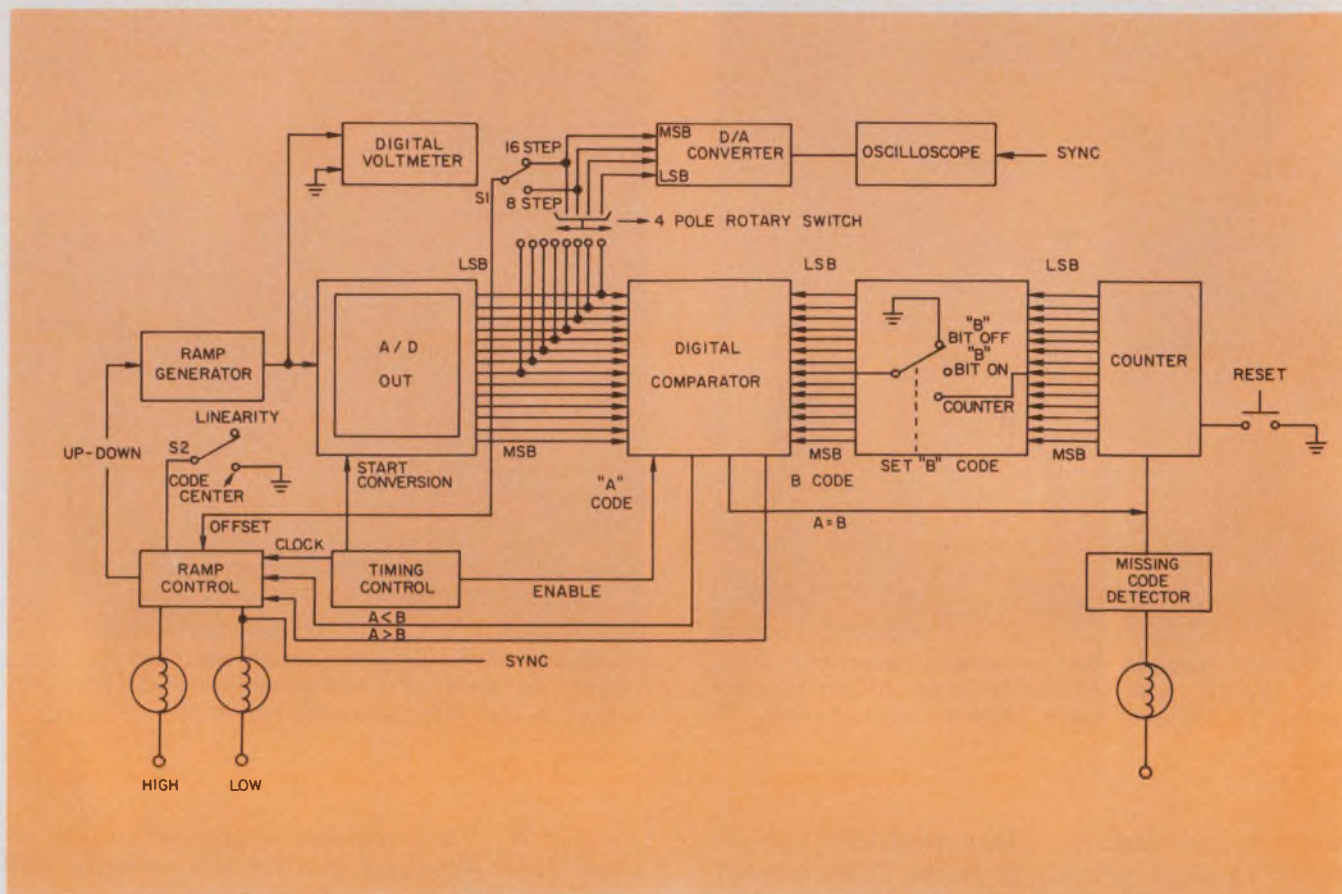 DIGITAL
VOLTMETER
16 STEP
S1
8 STEP
MSB
LSB
D/A
CONVERTER
OSCILLOSCOPE
SYNC
4 POLE ROTARY SWITCH
LSB
LSB
LSB
RAMP
GENERATOR
A/D
OUT
DIGITAL
COMPARATOR
"B"
BIT OFF
"B"
BIT ON
COUNTER
COUNTER
RESET
LINEARITY
S2
UP-DOWN
CODE
CENTER
MSB
START
CONVERSION
"A"
CODE
MSB
B CODE
SET "B" CODE
MSB
A=B
OFFSET
CLOCK
RAMP
CONTROL
TIMING
CONTROL
ENABLE
A<B
A>B
SYNC
MISSING
CODE
DETECTOR
HIGH
LOW